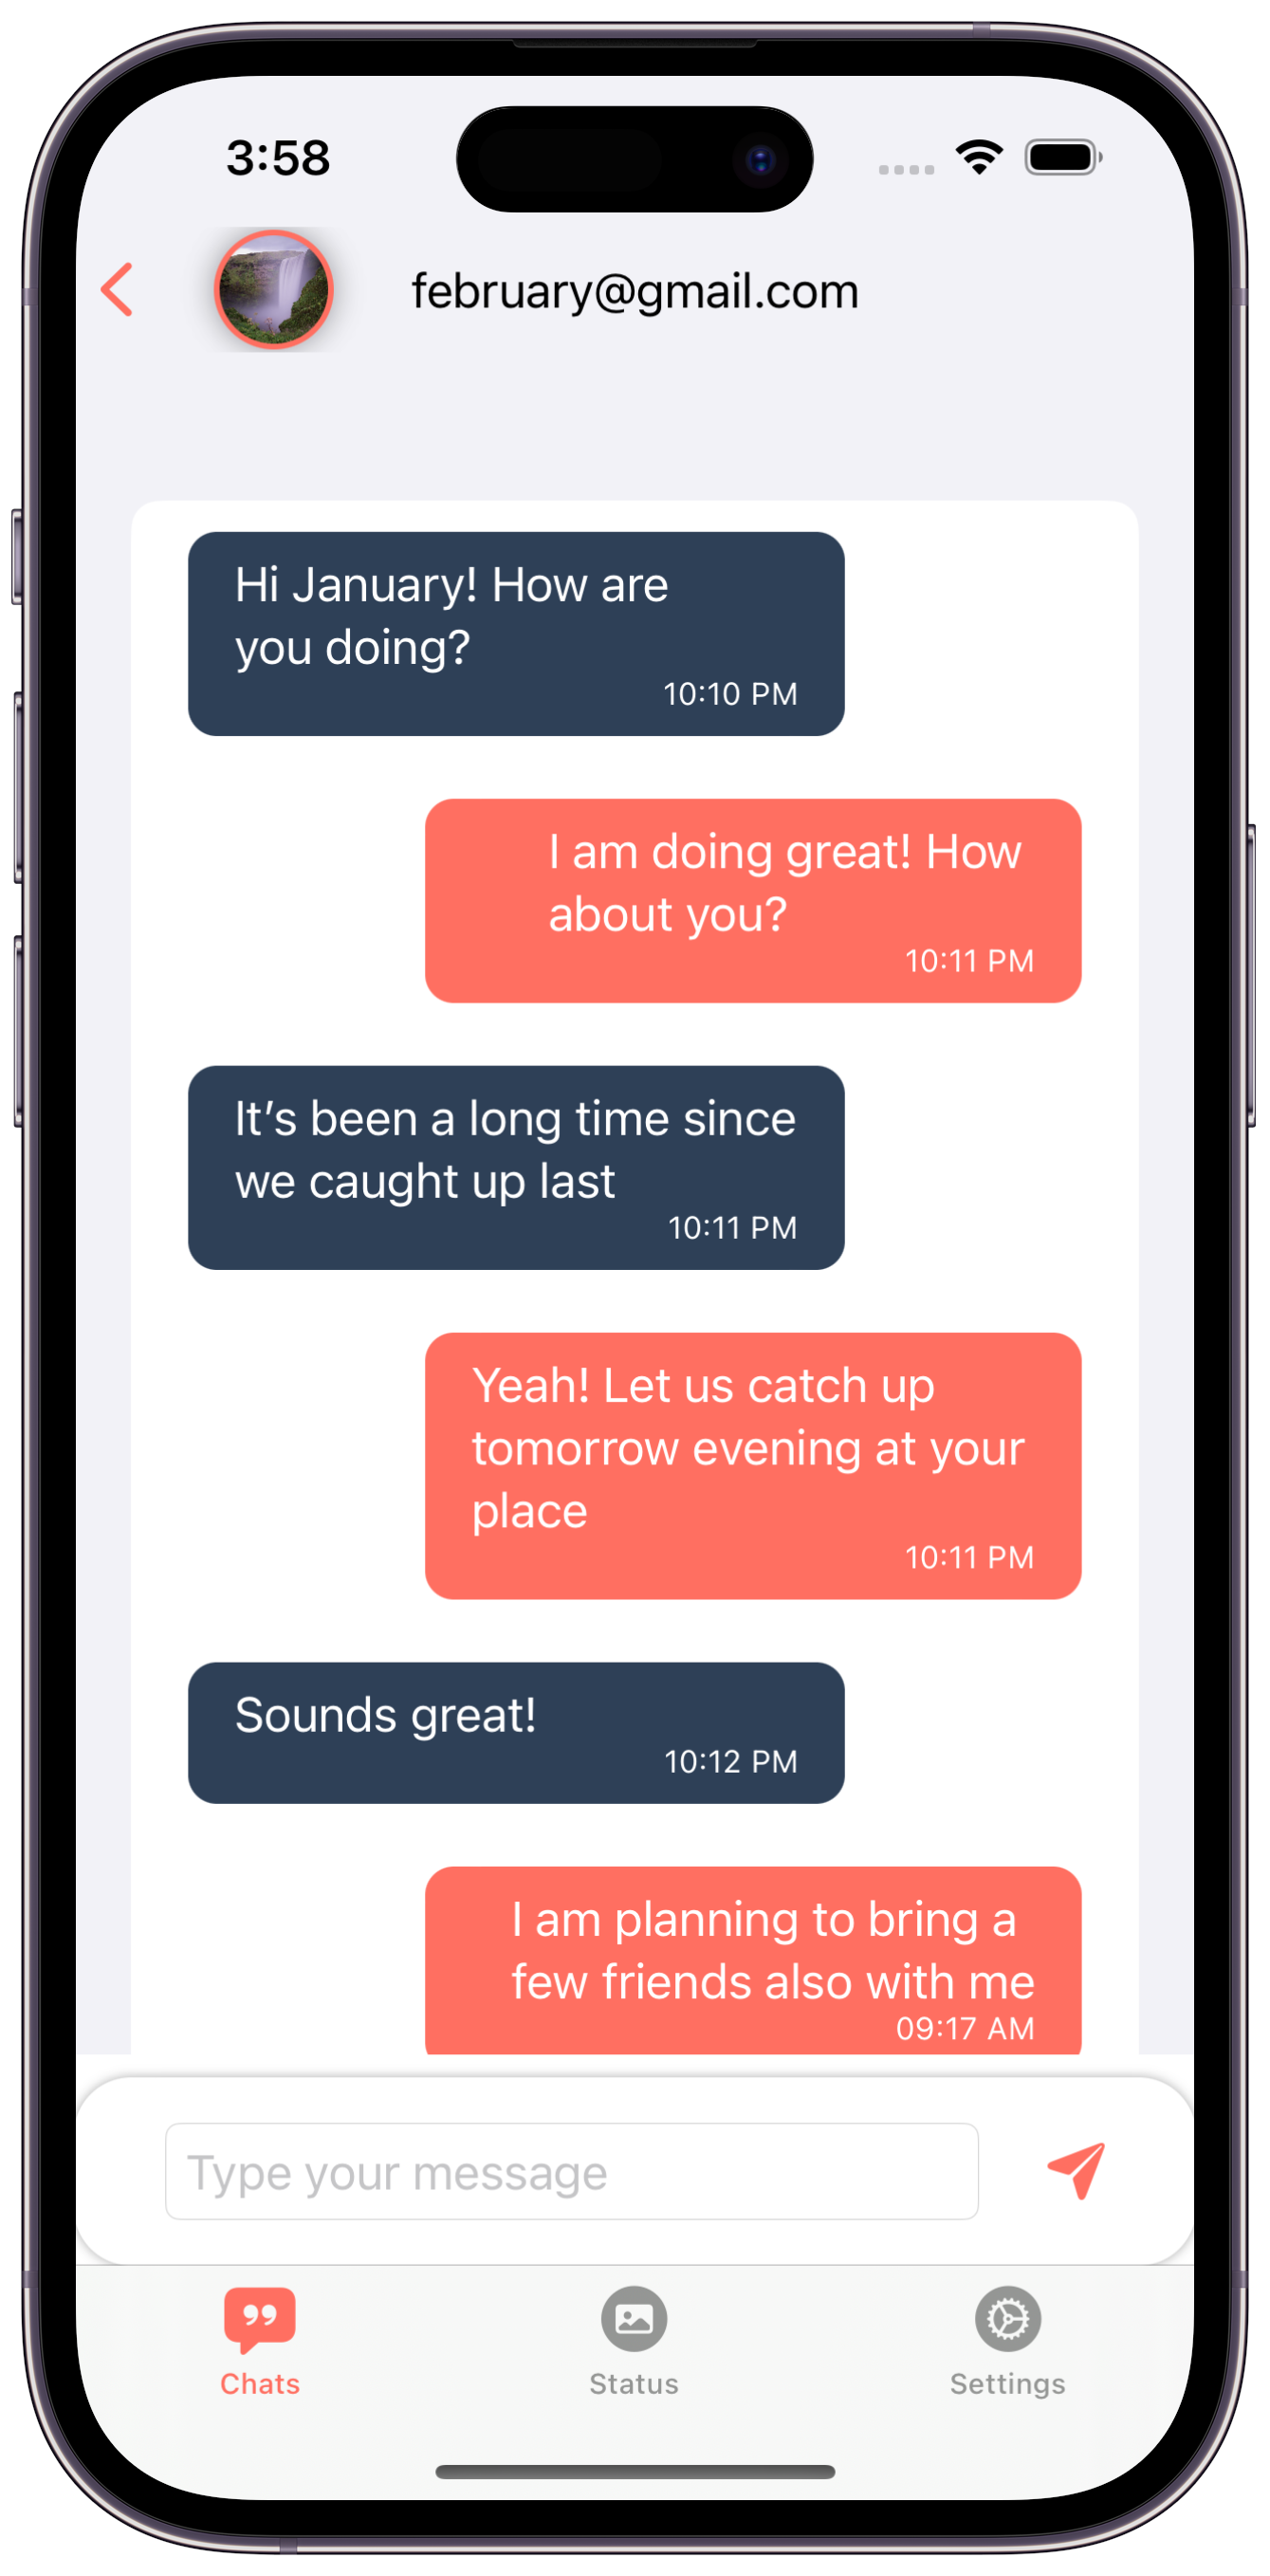 3:58
february@gmail.com
Hi January! How are
you doing?
10:10 PM
I am doing great! How
about you?
10:11 PM
It’s been a long time since
we caught up last
10:11 PM
Yeah! Let us catch up
tomorrow evening at your
place
10:11 PM
Sounds great!
10:12 PM
I am planning to bring a
few friends also with me
09:17 AM
Type your message
Chats
Status
Settings